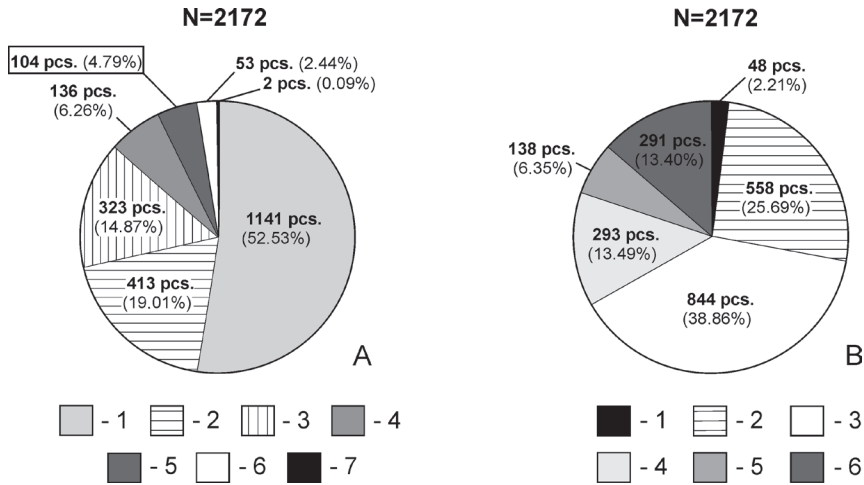 N=2172
104 pcs. (4.79%)
53 pcs. (2.44%)
2 pcs. (0.09%)
136 pcs.
(6.26%)
323 pcs.
(14.87%)
1141 pcs.
(52.53%)
413 pcs.
(19.01%)
A
- 1
- 2
- 3
- 4
- 5
- 6
- 7
N=2172
48 pcs.
(2.21%)
291 pcs.
(13.40%)
138 pcs.
(6.35%)
558 pcs.
(25.69%)
293 pcs.
(13.49%)
844 pcs.
(38.86%)
B
- 1
- 2
- 3
- 4
- 5
- 6